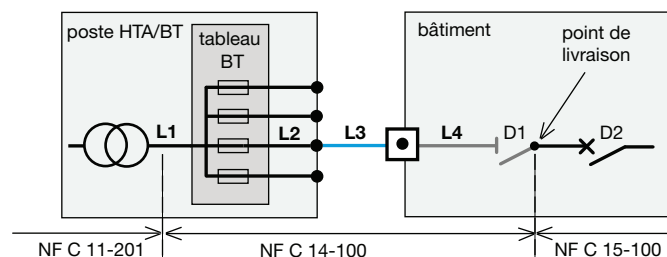 poste HTA/BT
tableau
BT
bâtiment
point de
livraison
L1
L2
L3
L4
D1
D2
NF C 11-201
NF C 14-100
NF C 15-100